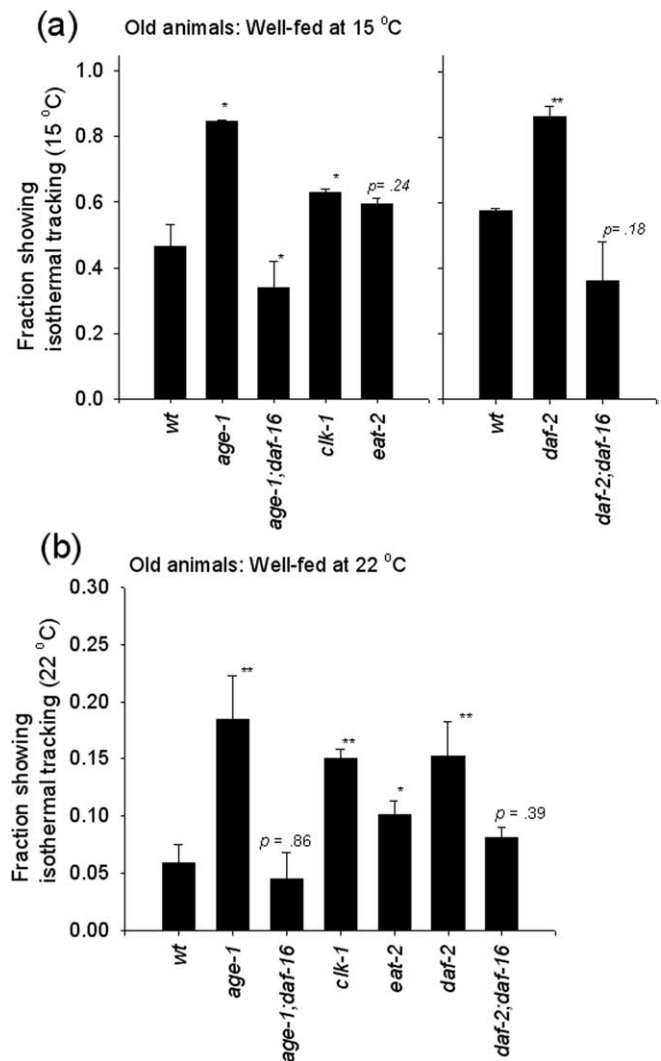 (a)
Old animals: Well-fed at 15 °C
Fraction showing
isothermal tracking (15 °C)
1.0
0.8
0.6
0.4
0.2
0.0
*
*
*
p= .24
**
p= .18
wt
age-1
age-1;daf-16
clk-1
eat-2
wt
daf-2
daf-2;daf-16
(b)
Old animals: Well-fed at 22 °C
Fraction showing
isothermal tracking (22 °C)
0.30
0.25
0.20
0.15
0.10
0.05
0.00
**
p = .86
**
*
**
p = .39
wt
age-1
age-1;daf-16
clk-1
eat-2
daf-2
daf-2;daf-16